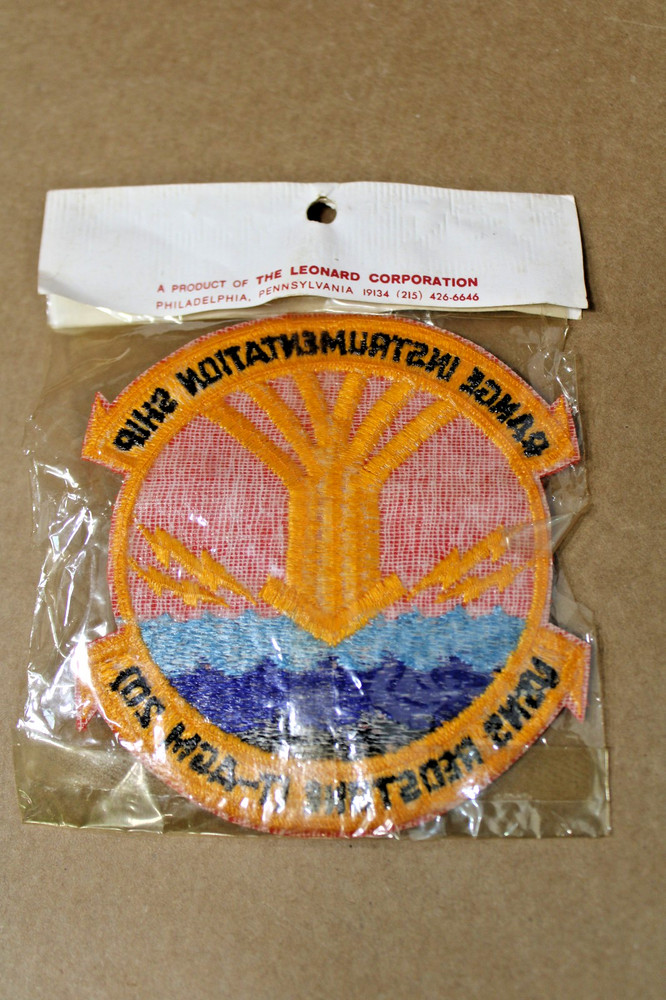 A PRODUCT OF THE LEONARD CORPORATION
PHILADELPHIA, PENNSYLVANIA 19134 (215) 426-6646
RANGE INSTRUMENTATION SHIP
USNS REDSTONE (T-AGM 20)